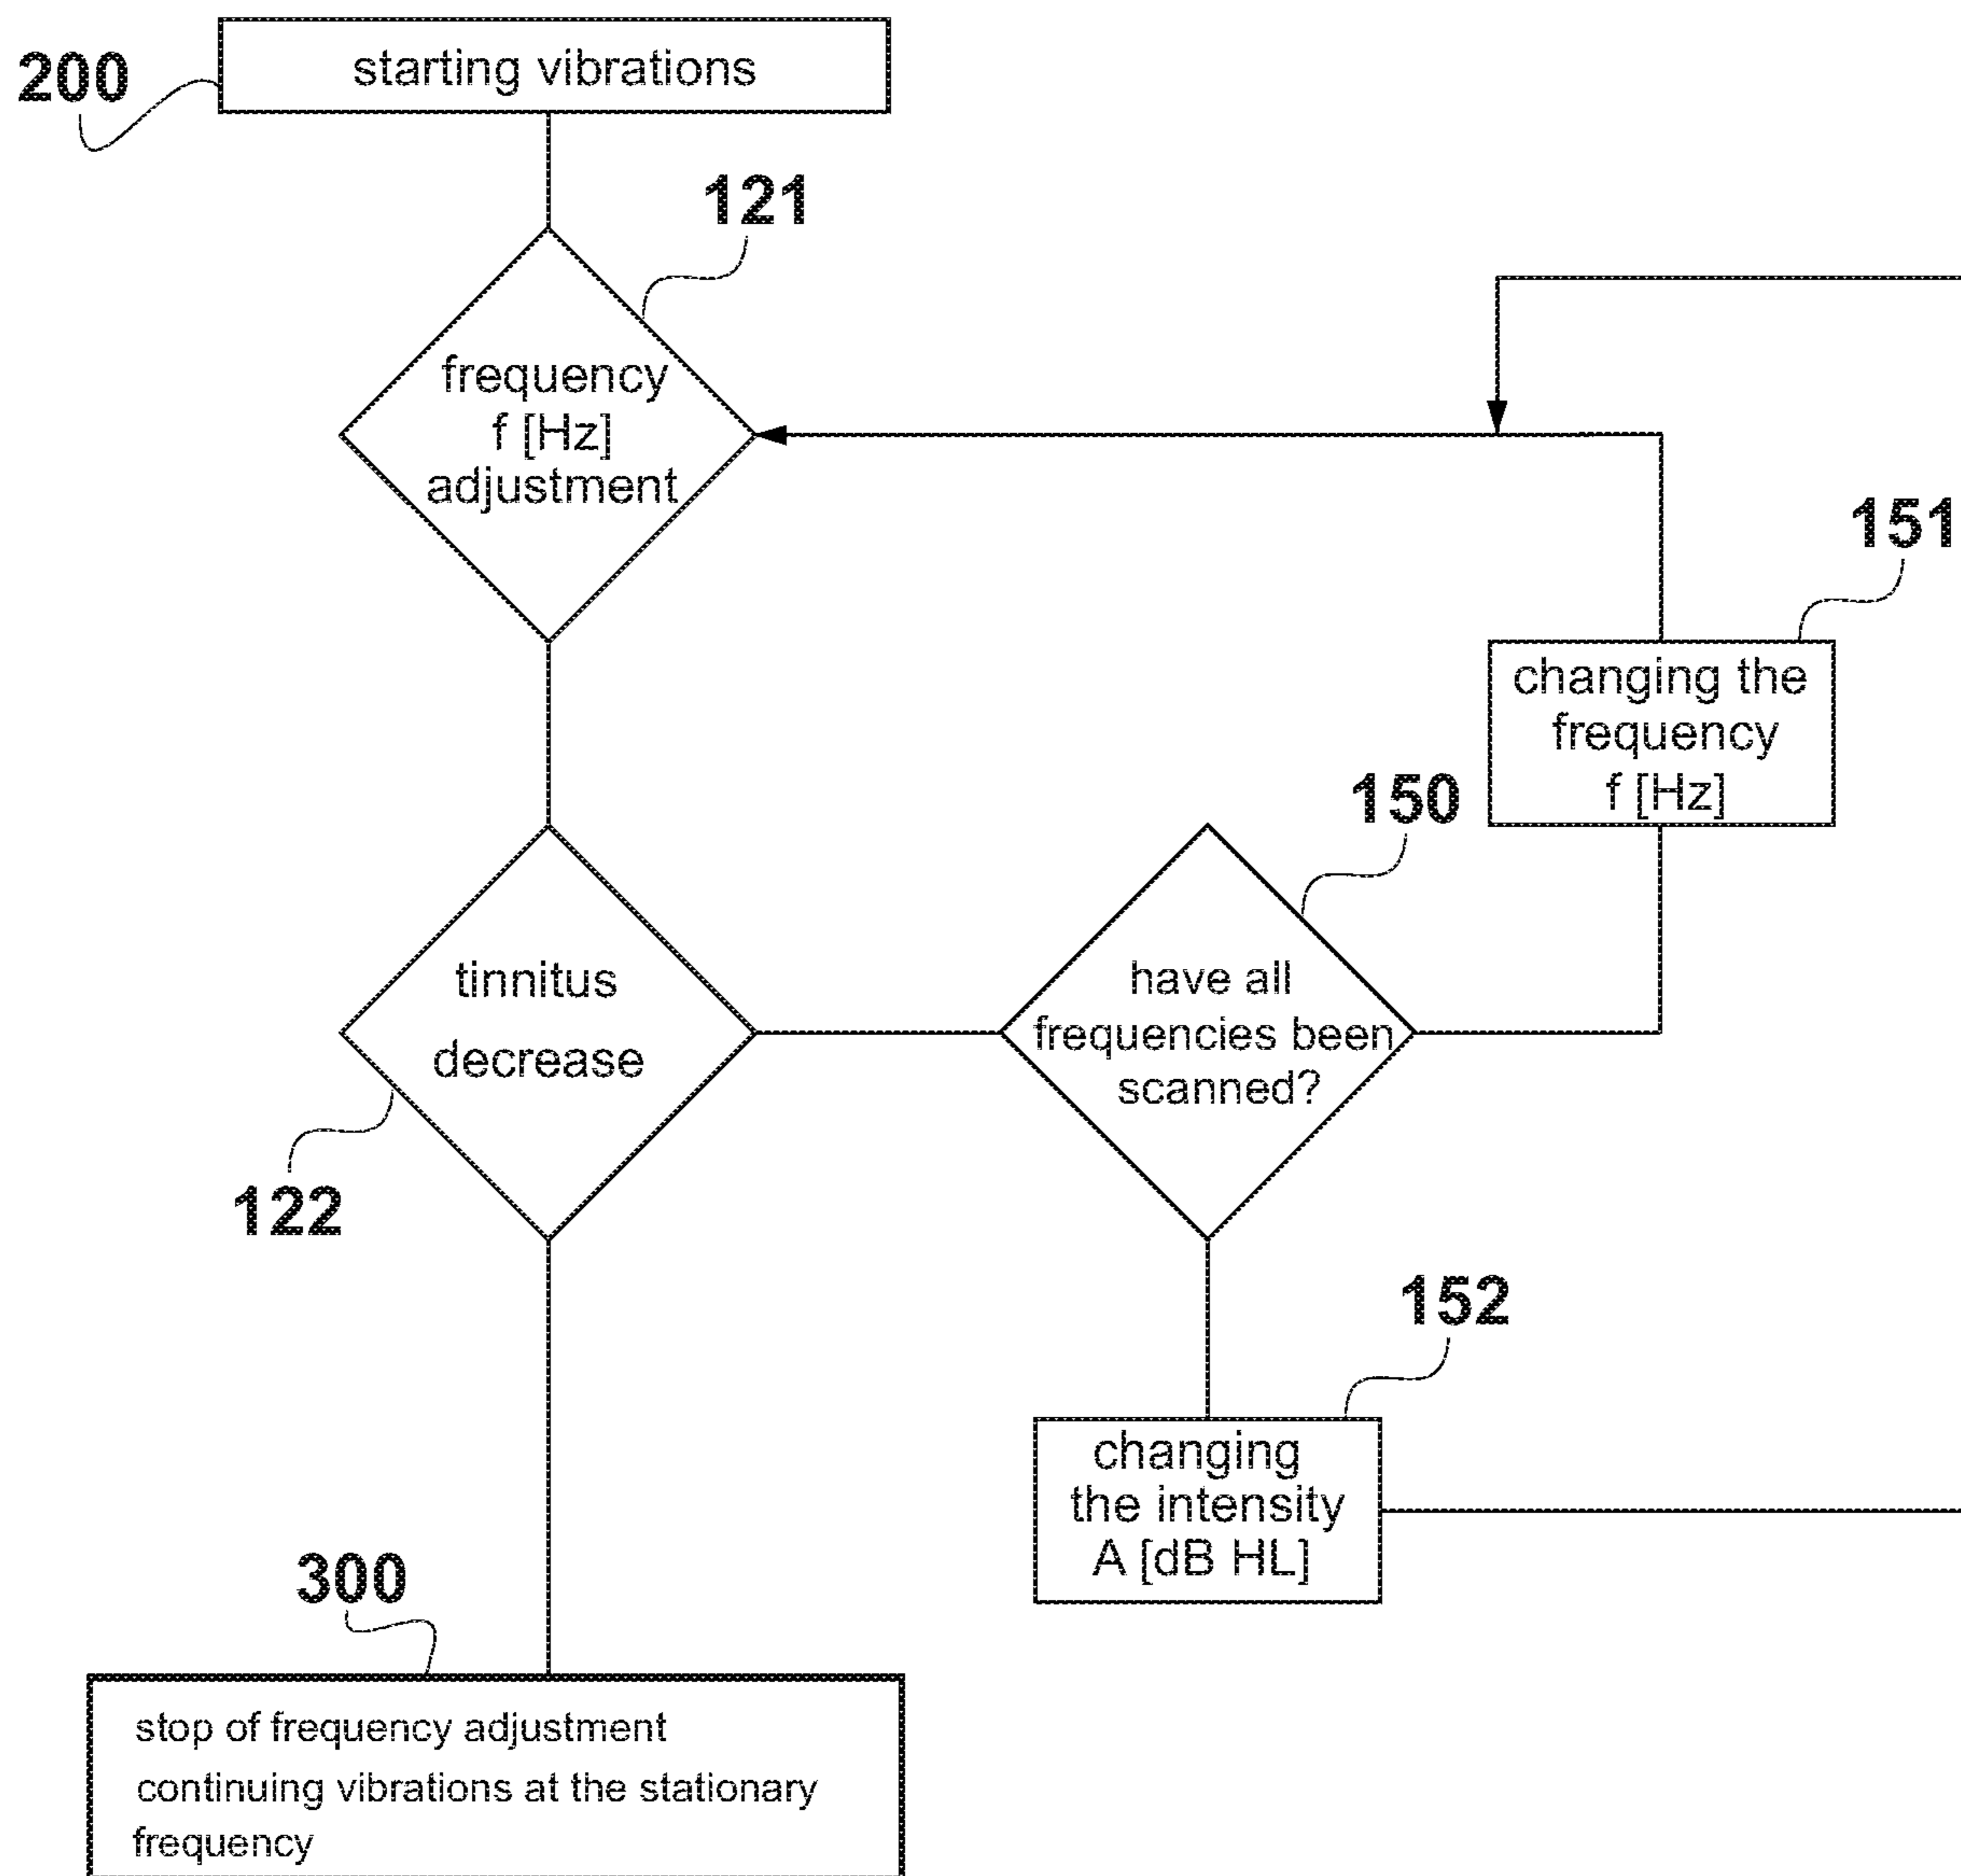 200
starting vibrations
121
frequency
f [Hz]
adjustment
151
changing the
frequency
f [Hz]
150
have all
frequencies been
scanned?
tinnitus
decrease
122
152
changing
the intensity
A [dB HL]
300
stop of frequency adjustment
continuing vibrations at the stationary
frequency